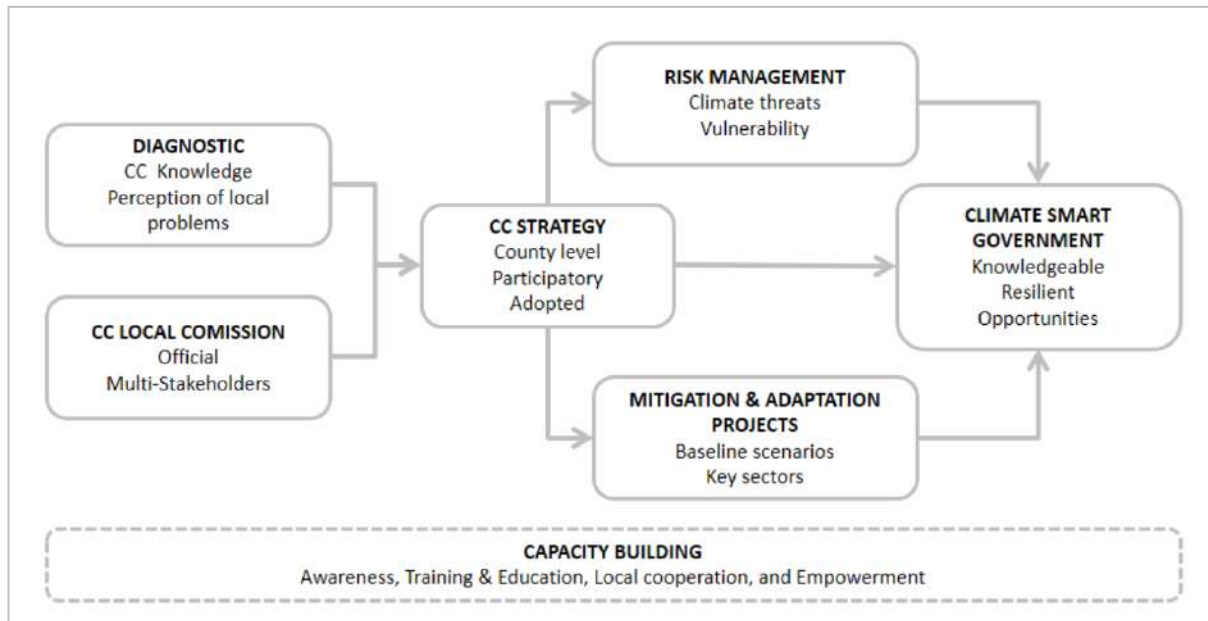 DIAGNOSTIC
CC Knowledge
Perception of local
problems
CC LOCAL COMISSION
Official
Multi-Stakeholders
CC STRATEGY
County level
Participatory
Adopted
RISK MANAGEMENT
Climate threats
Vulnerability
MITIGATION & ADAPTATION
PROJECTS
Baseline scenarios
Key sectors
CLIMATE SMART
GOVERNMENT
Knowledgeable
Resilient
Opportunities
CAPACITY BUILDING
Awareness, Training & Education, Local cooperation, and Empowerment